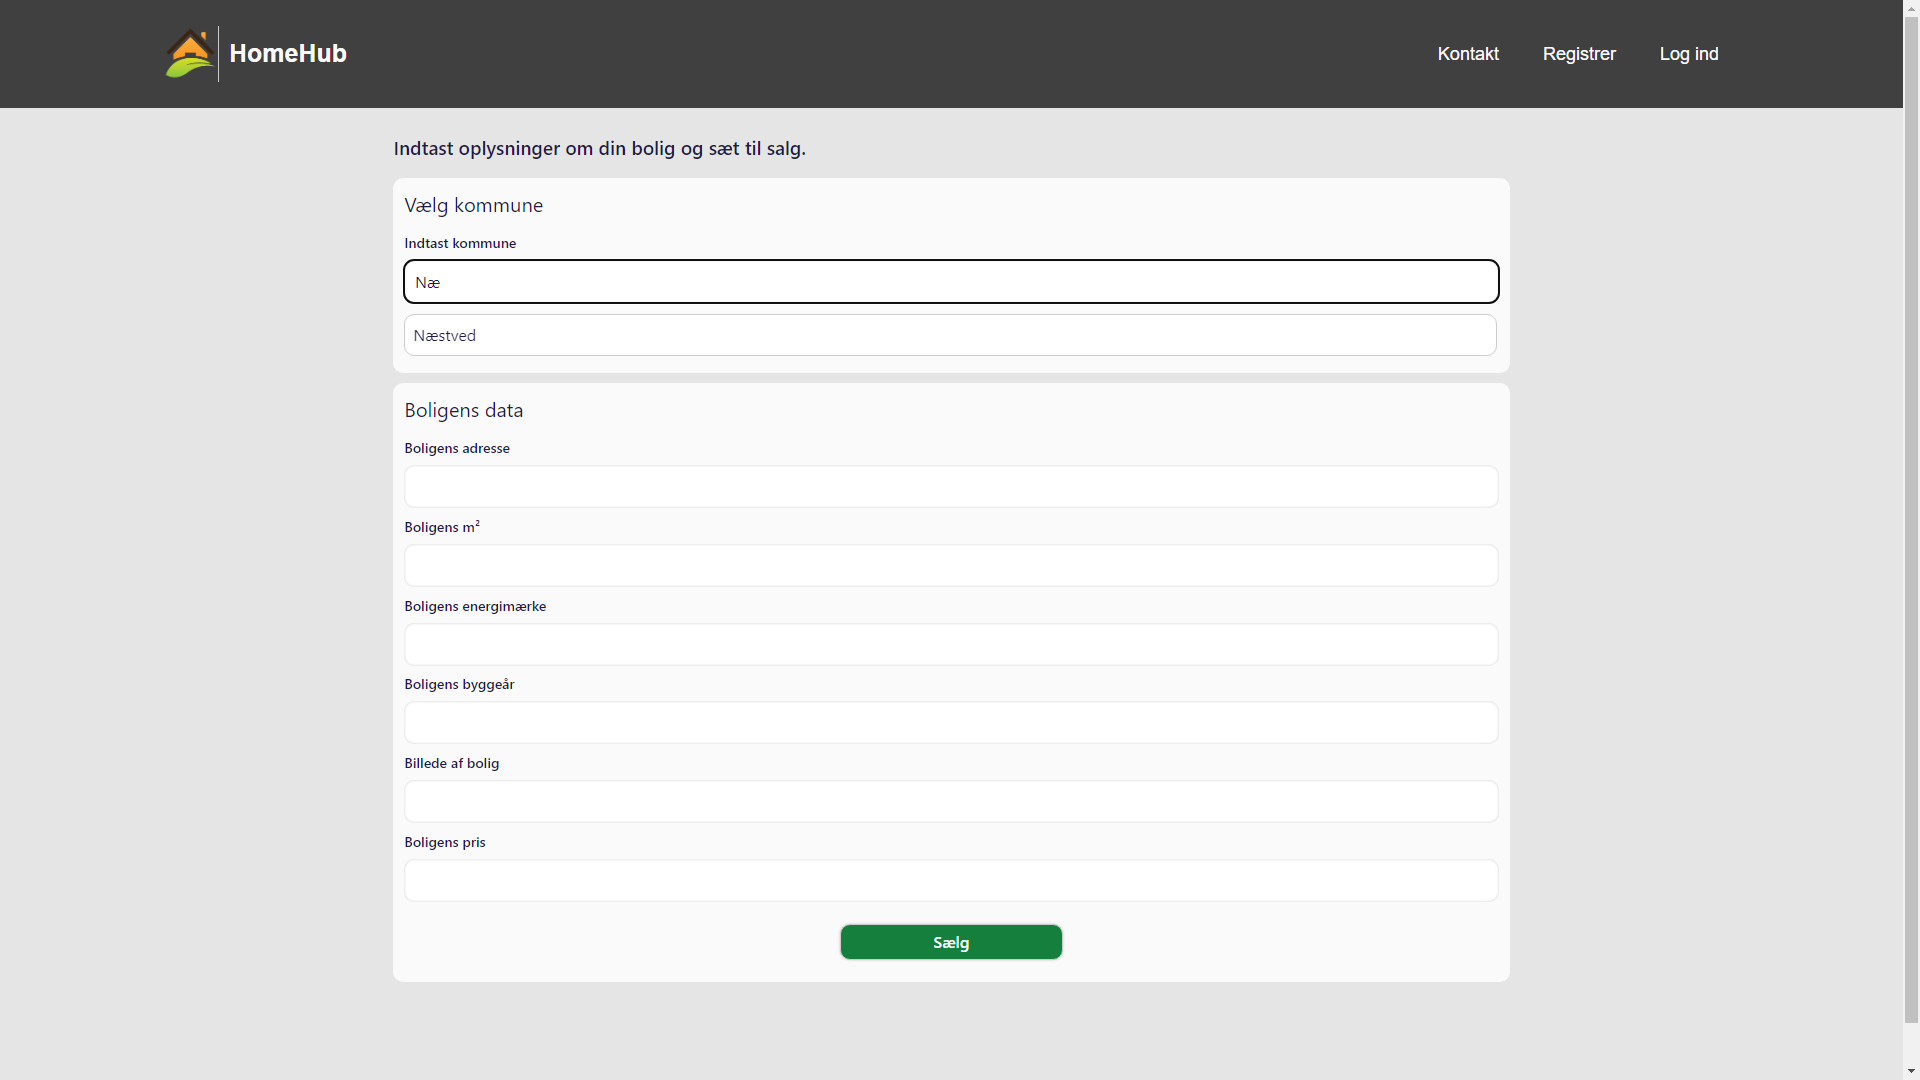 HomeHub
Kontakt
Registrer
Log ind
Indtast oplysninger om din bolig og sæt til salg.
Vælg kommune
Indtast kommune
Næ
Næstved
Boligens data
Boligens adresse
Boligens m²
Boligens energimærke
Boligens byggeår
Billede af bolig
Boligens pris
Sælg